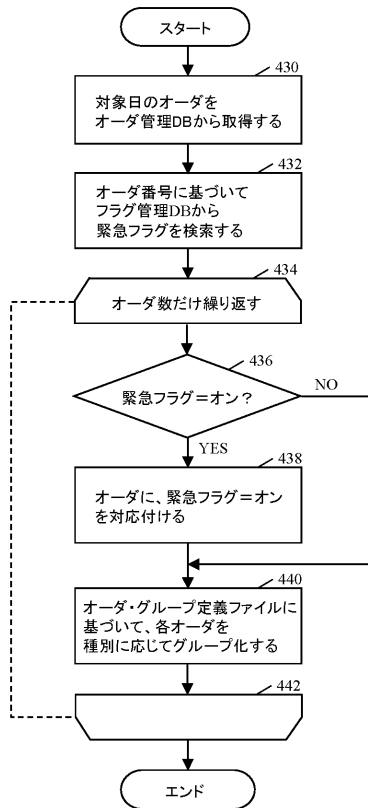 スタート
430
対象日のオーダを
オーダ管理DBから取得する
432
オーダ番号に基づいて
フラグ管理DBから
緊急フラグを検索する
434
オーダ数だけ繰り返す
436
緊急フラグ＝オン？
NO
YES
438
オーダに、緊急フラグ＝オン
を対応付ける
440
オーダ・グループ定義ファイルに
基づいて、各オーダを
種別に応じてグループ化する
442
エンド